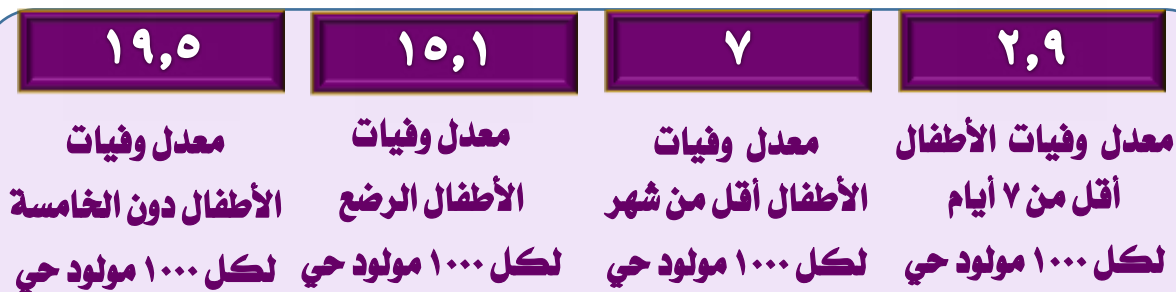 ٢,٩
معدل وفيات الأطفال
أقل من ٧ أيام
لكل ١٠٠٠ مولود حي
٧
معدل وفيات
الأطفال أقل من شهر
لكل ١٠٠٠ مولود حي
١٥,١
معدل وفيات
الأطفال الرضع
لكل ١٠٠٠ مولود حي
١٩,٥
معدل وفيات
الأطفال دون الخامسة
لكل ١٠٠٠ مولود حي